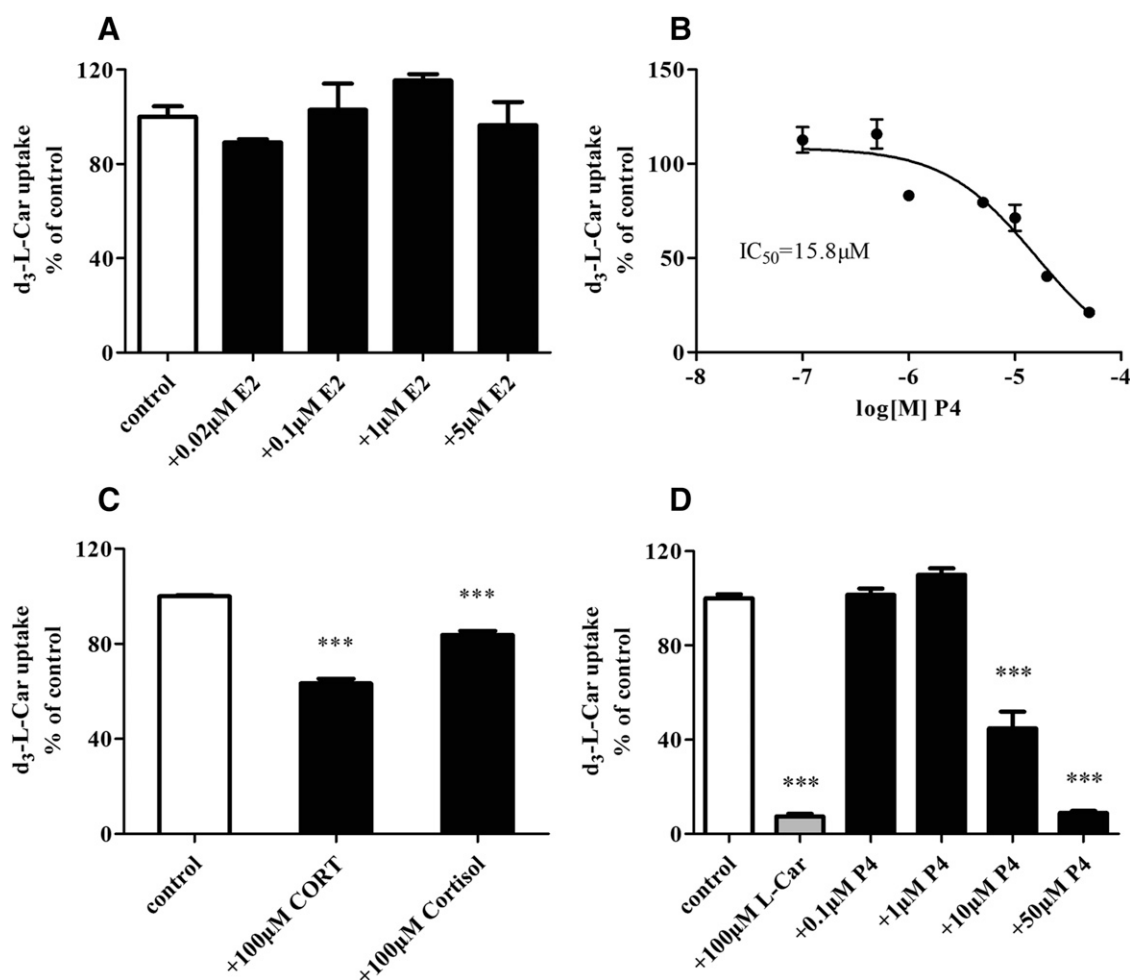 A
d₃-L-Car uptake
% of control
120
80
40
0
control
+0.02μM E2
+0.1μM E2
+1μM E2
+5μM E2
B
d₃-L-Car uptake
% of control
150
100
50
0
IC₅₀=15.8μM
-8
-7
-6
-5
-4
log[M] P4
C
d₃-L-Car uptake
% of control
120
80
40
0
***
***
control
+100μM CORT
+100μM Cortisol
D
d₃-L-Car uptake
% of control
120
80
40
0
***
***
***
control
+100μM L-Car
+0.1μM P4
+1μM P4
+10μM P4
+50μM P4